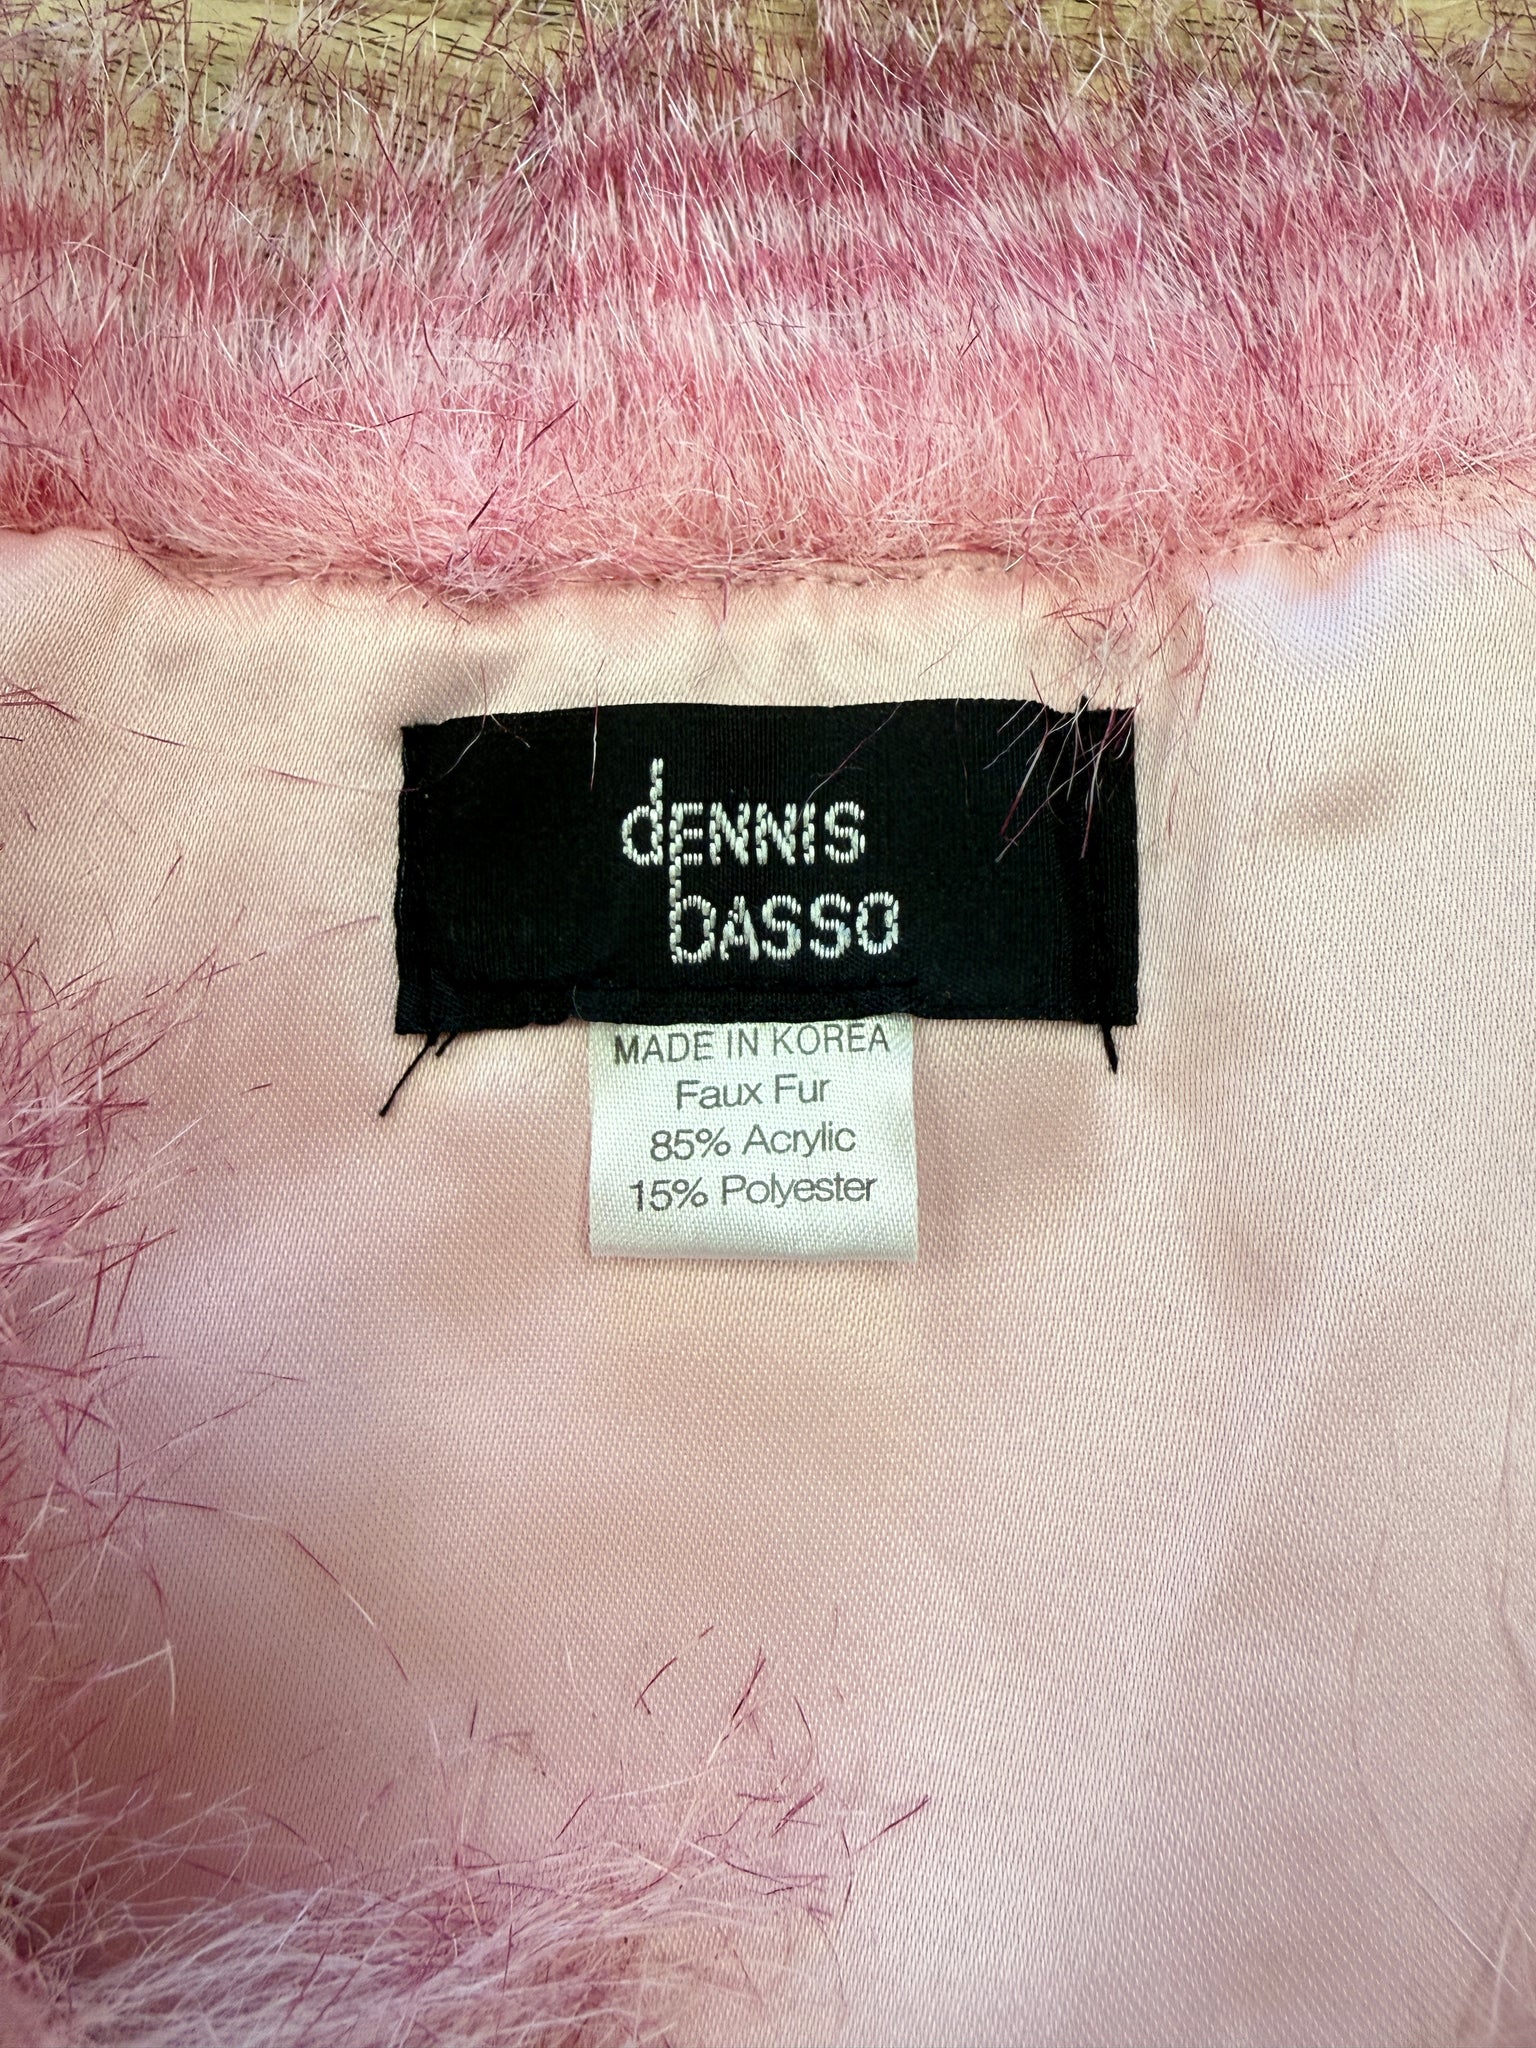 dENNIS
bASSO
MADE IN KOREA
Faux Fur
85% Acrylic
15% Polyester